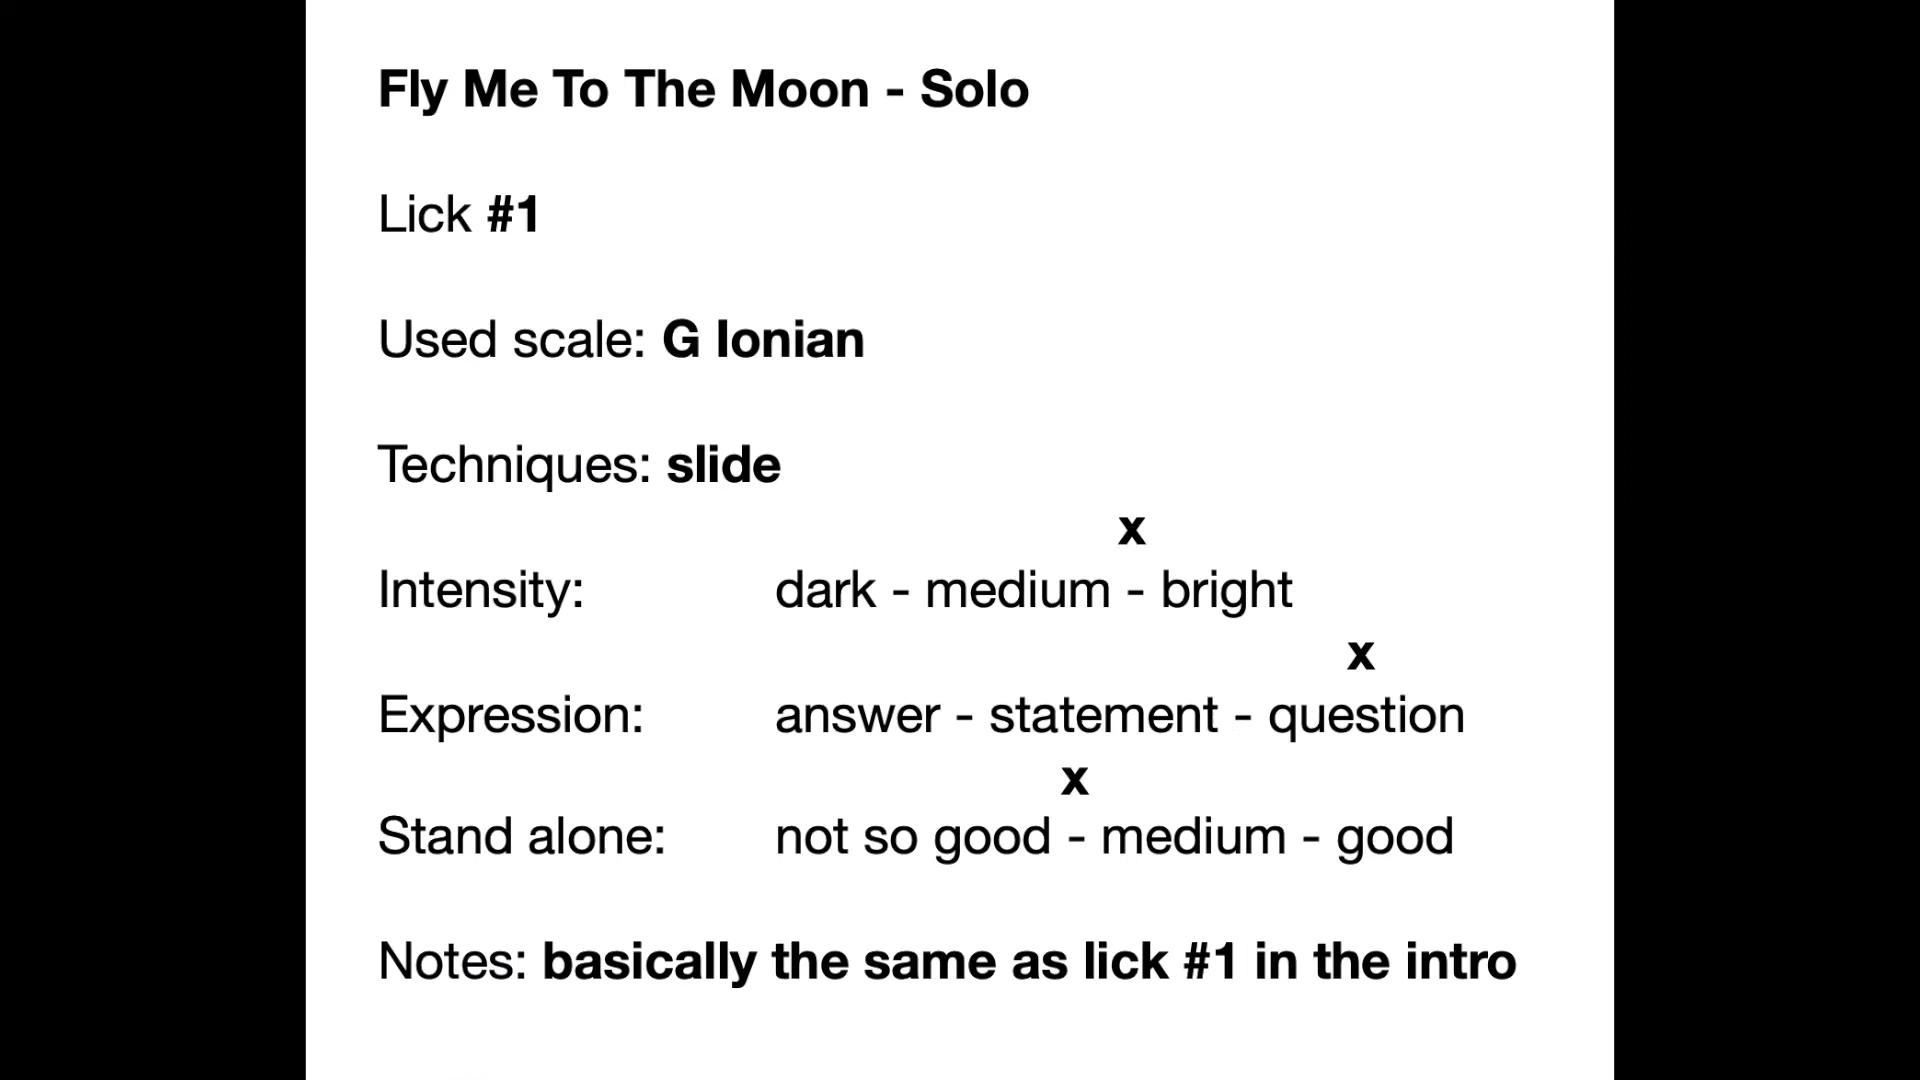 Fly Me To The Moon - Solo
Lick #1
Used scale: G Ionian
Techniques: slide
x
Intensity: dark - medium - bright
x
Expression: answer - statement - question
x
Stand alone: not so good - medium - good
Notes: basically the same as lick #1 in the intro